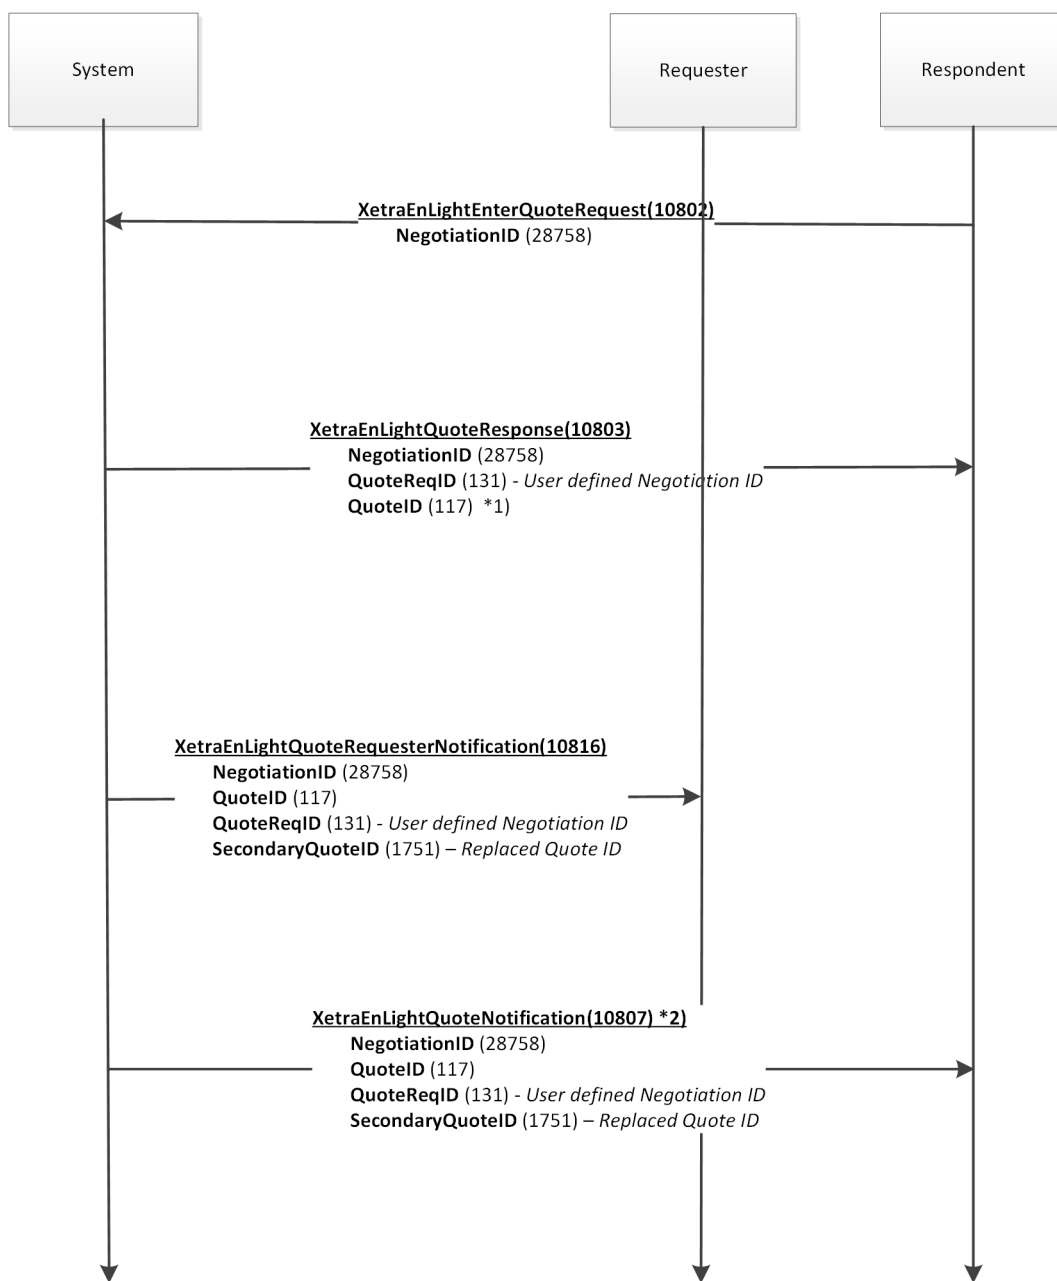 System
Requester
Respondent
XetraEnLightEnterQuoteRequest(10802)
NegotiationID (28758)
XetraEnLightQuoteResponse(10803)
NegotiationID (28758)
QuoteReqID (131) - User defined Negotiation ID
QuoteID (117) *1)
XetraEnLightQuoteRequesterNotification(10816)
NegotiationID (28758)
QuoteID (117)
QuoteReqID (131) - User defined Negotiation ID
SecondaryQuoteID (1751) – Replaced Quote ID
XetraEnLightQuoteNotification(10807) *2)
NegotiationID (28758)
QuoteID (117)
QuoteReqID (131) - User defined Negotiation ID
SecondaryQuoteID (1751) – Replaced Quote ID